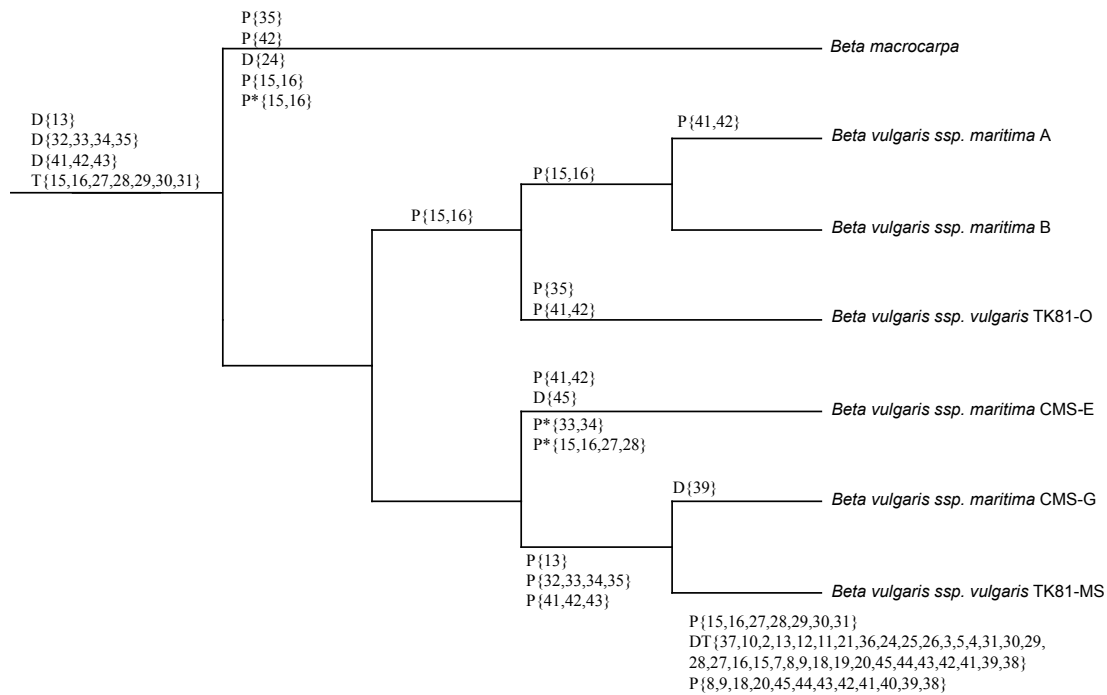 P{35}
P{42}
D{24}
P{15,16}
P*{15,16}
Beta macrocarpa
D{13}
D{32,33,34,35}
D{41,42,43}
T{15,16,27,28,29,30,31}
P{41,42}
Beta vulgaris ssp. maritima A
P{15,16}
P{15,16}
Beta vulgaris ssp. maritima B
P{35}
P{41,42}
Beta vulgaris ssp. vulgaris TK81-O
P{41,42}
D{45}
Beta vulgaris ssp. maritima CMS-E
P*{33,34}
P*{15,16,27,28}
D{39}
Beta vulgaris ssp. maritima CMS-G
P{13}
P{32,33,34,35}
P{41,42,43}
Beta vulgaris ssp. vulgaris TK81-MS
P{15,16,27,28,29,30,31}
DT{37,10,2,13,12,11,21,36,24,25,26,3,5,4,31,30,29,
28,27,16,15,7,8,9,18,19,20,45,44,43,42,41,39,38}
P{8,9,18,20,45,44,43,42,41,40,39,38}